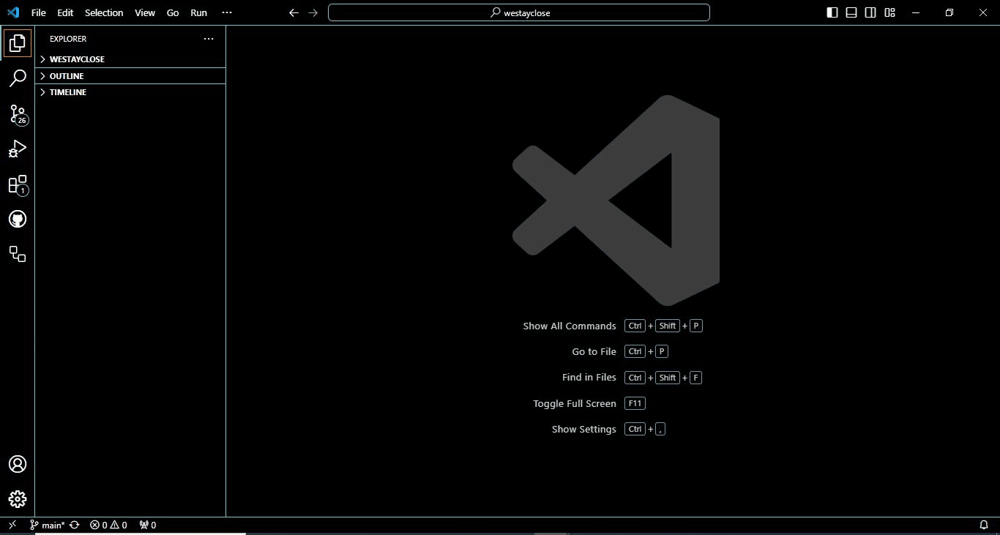 File Edit Selection View Go Run ···
westayclose
EXPLORER ···
WESTAYCLOSE
OUTLINE
TIMELINE
26
1
Show All Commands Ctrl + Shift + P
Go to File Ctrl + P
Find in Files Ctrl + Shift + F
Toggle Full Screen F11
Show Settings Ctrl + ,
main* 0 0 0